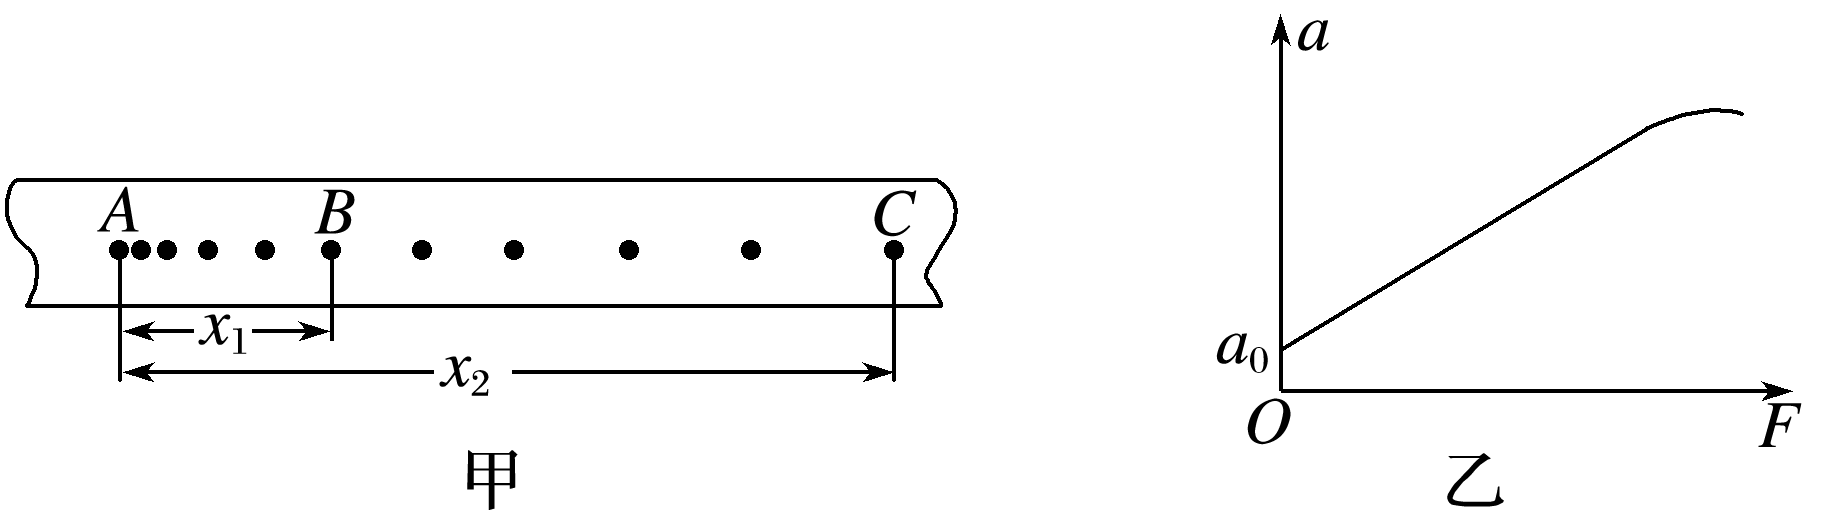 A B C
x₁
x₂
甲
a
a₀
O
F
乙